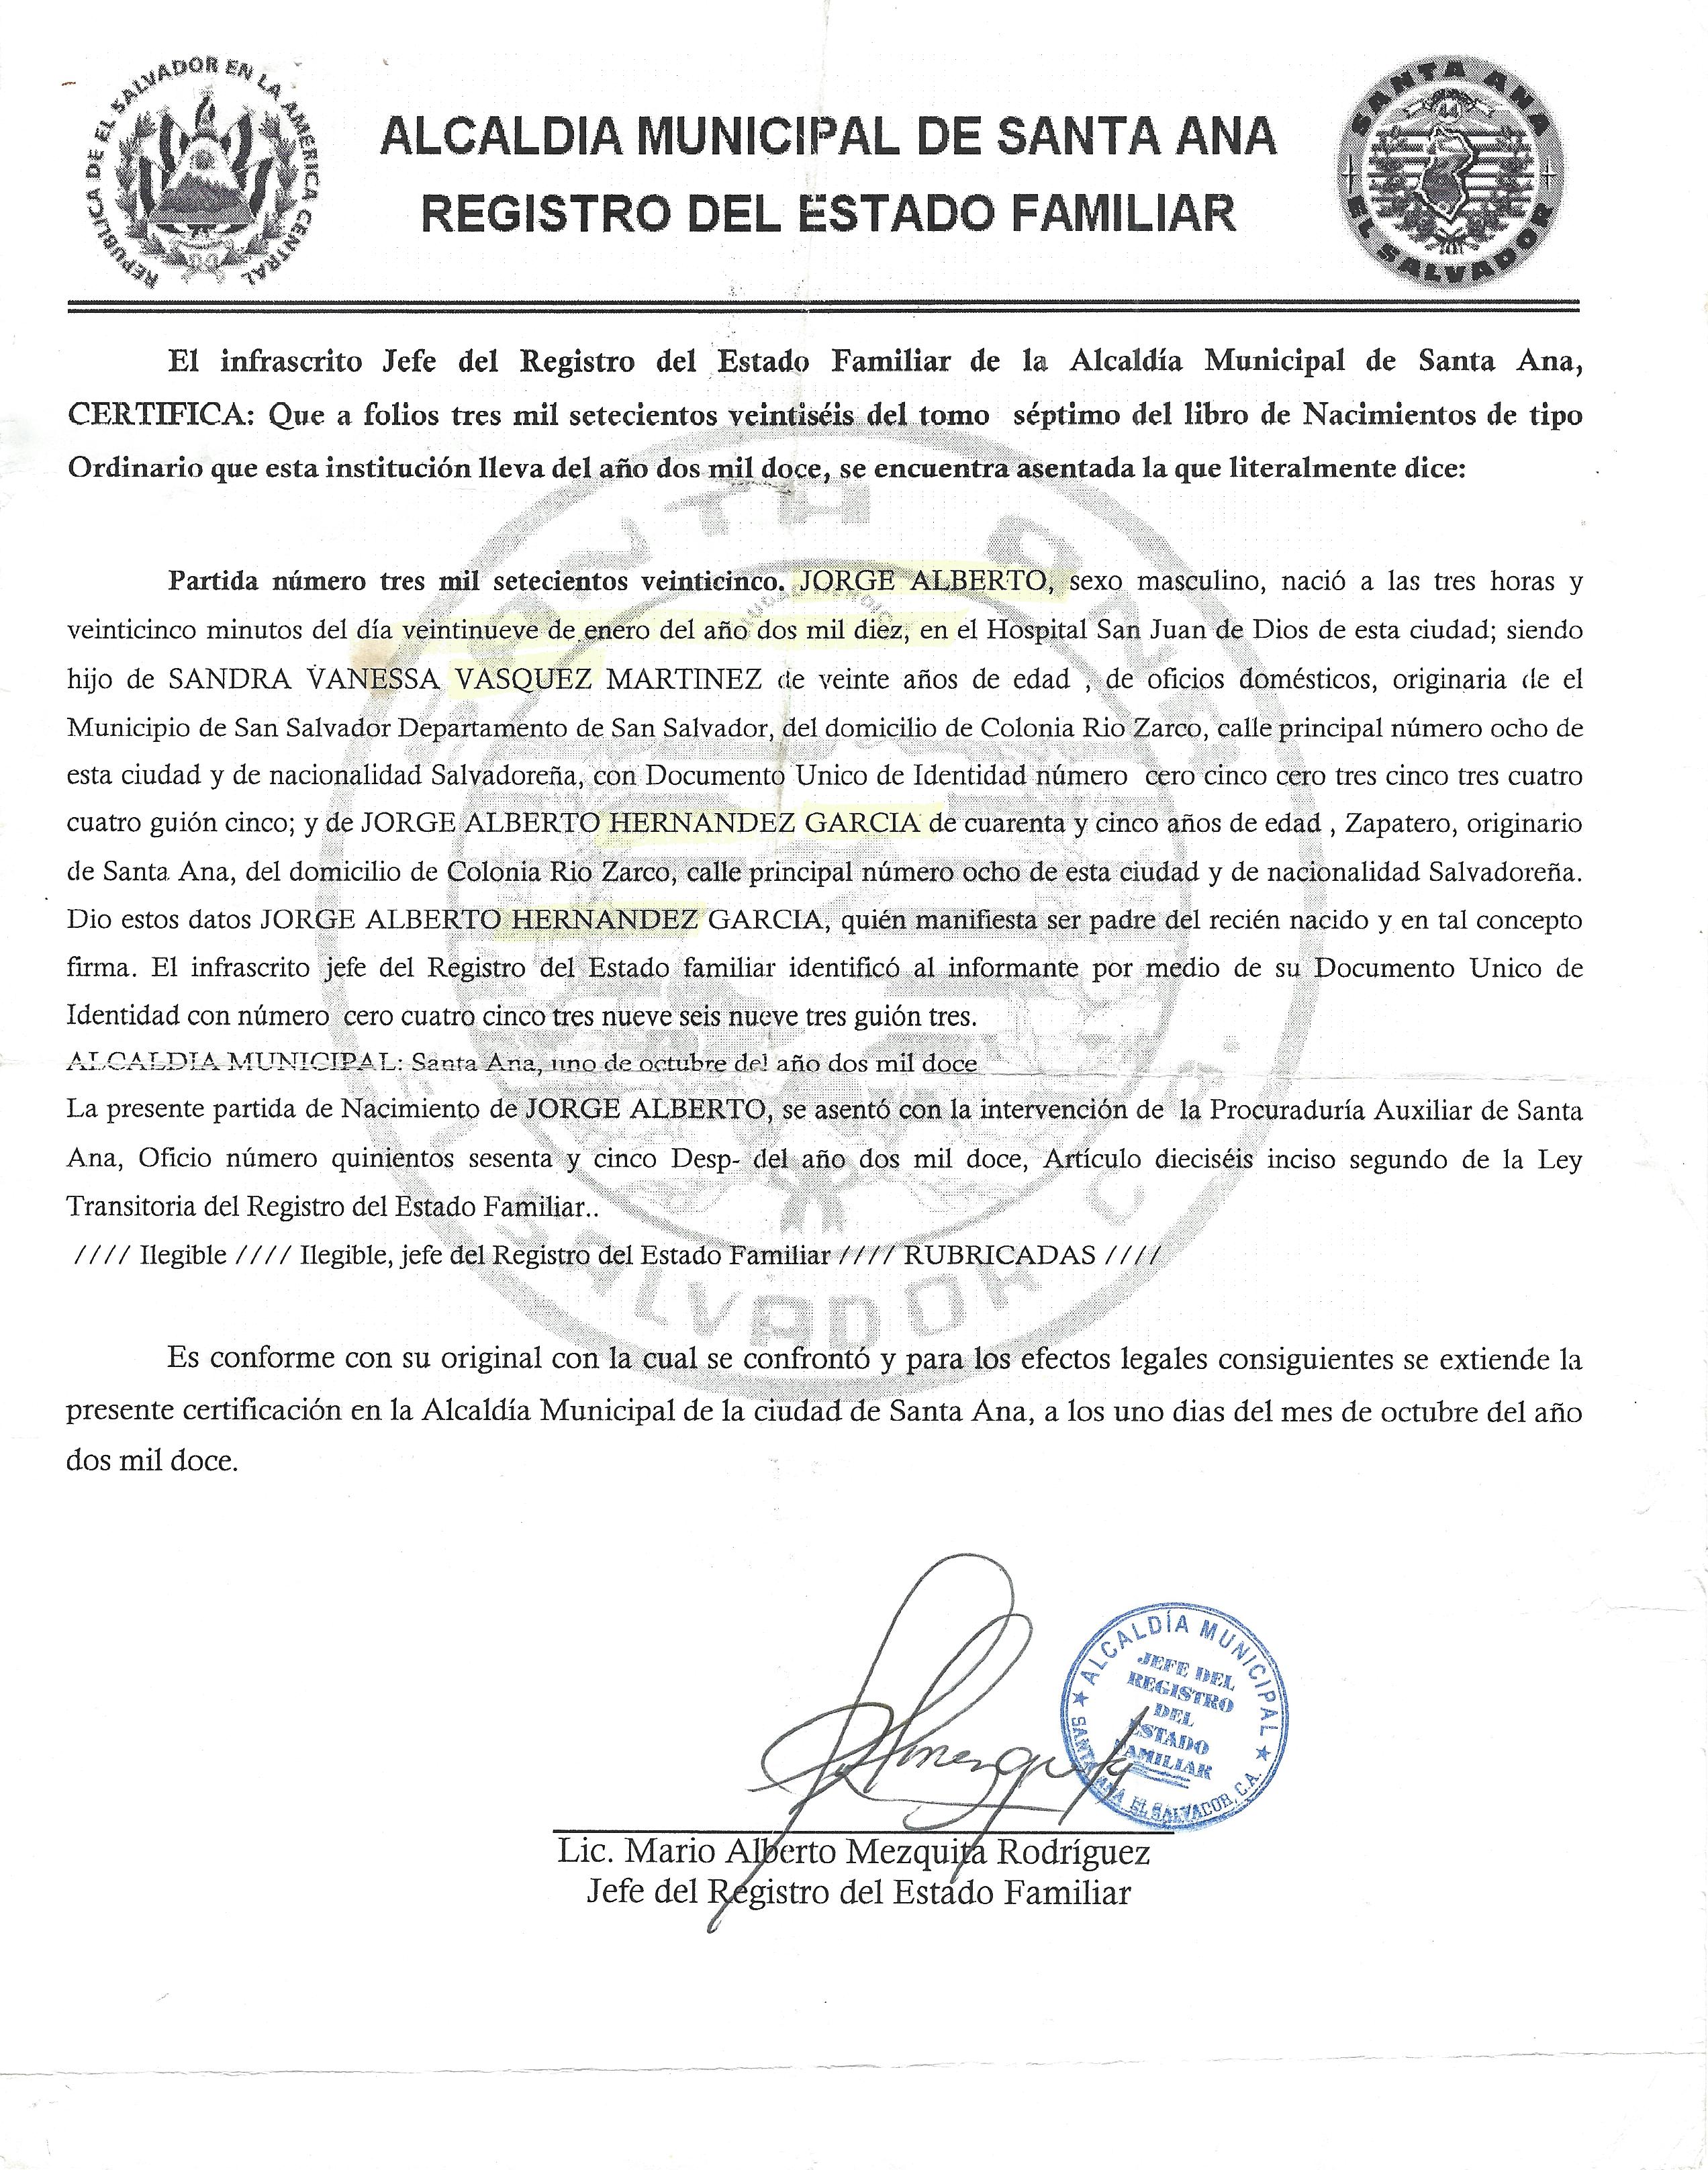 REPUBLICA DE EL SALVADOR EN LA AMERICA CENTRAL
SANTA ANA
44
EL SALVADOR
ALCALDIA MUNICIPAL DE SANTA ANA
REGISTRO DEL ESTADO FAMILIAR
El infrascrito Jefe del Registro del Estado Familiar de la Alcaldía Municipal de Santa Ana,
CERTIFICA: Que a folios tres mil setecientos veintiséis del tomo séptimo del libro de Nacimientos de tipo
Ordinario que esta institución lleva del año dos mil doce, se encuentra asentada la que literalmente dice:
Partida número tres mil setecientos veinticinco. JORGE ALBERTO, sexo masculino, nació a las tres horas y
veinticinco minutos del día veintinueve de enero del año dos mil diez, en el Hospital San Juan de Dios de esta ciudad; siendo
hijo de SANDRA VANESSA VASQUEZ MARTINEZ de veinte años de edad , de oficios domésticos, originaria de el
Municipio de San Salvador Departamento de San Salvador, del domicilio de Colonia Rio Zarco, calle principal número ocho de
esta ciudad y de nacionalidad Salvadoreña, con Documento Unico de Identidad número cero cinco cero tres cinco tres cuatro
cuatro guión cinco; y de JORGE ALBERTO HERNANDEZ GARCIA de cuarenta y cinco años de edad , Zapatero, originario
de Santa Ana, del domicilio de Colonia Rio Zarco, calle principal número ocho de esta ciudad y de nacionalidad Salvadoreña.
Dio estos datos JORGE ALBERTO HERNANDEZ GARCIA, quién manifiesta ser padre del recién nacido y en tal concepto
firma. El infrascrito jefe del Registro del Estado familiar identificó al informante por medio de su Documento Unico de
Identidad con número cero cuatro cinco tres nueve seis nueve tres guión tres.
ALCALDIA MUNICIPAL: Santa Ana, uno de octubre del año dos mil doce
La presente partida de Nacimiento de JORGE ALBERTO, se asentó con la intervención de la Procuraduría Auxiliar de Santa
Ana, Oficio número quinientos sesenta y cinco Desp- del año dos mil doce, Artículo dieciséis inciso segundo de la Ley
Transitoria del Registro del Estado Familiar..
//// Ilegible //// Ilegible, jefe del Registro del Estado Familiar //// RUBRICADAS ////
Es conforme con su original con la cual se confrontó y para los efectos legales consiguientes se extiende la
presente certificación en la Alcaldía Municipal de la ciudad de Santa Ana, a los uno dias del mes de octubre del año
dos mil doce.
ALCALDÍA MUNICIPAL
JEFE DEL
REGISTRO
DEL
ESTADO
FAMILIAR
SANTA ANA EL SALVADOR, C.A.
Lic. Mario Alberto Mezquita Rodríguez
Jefe del Registro del Estado Familiar